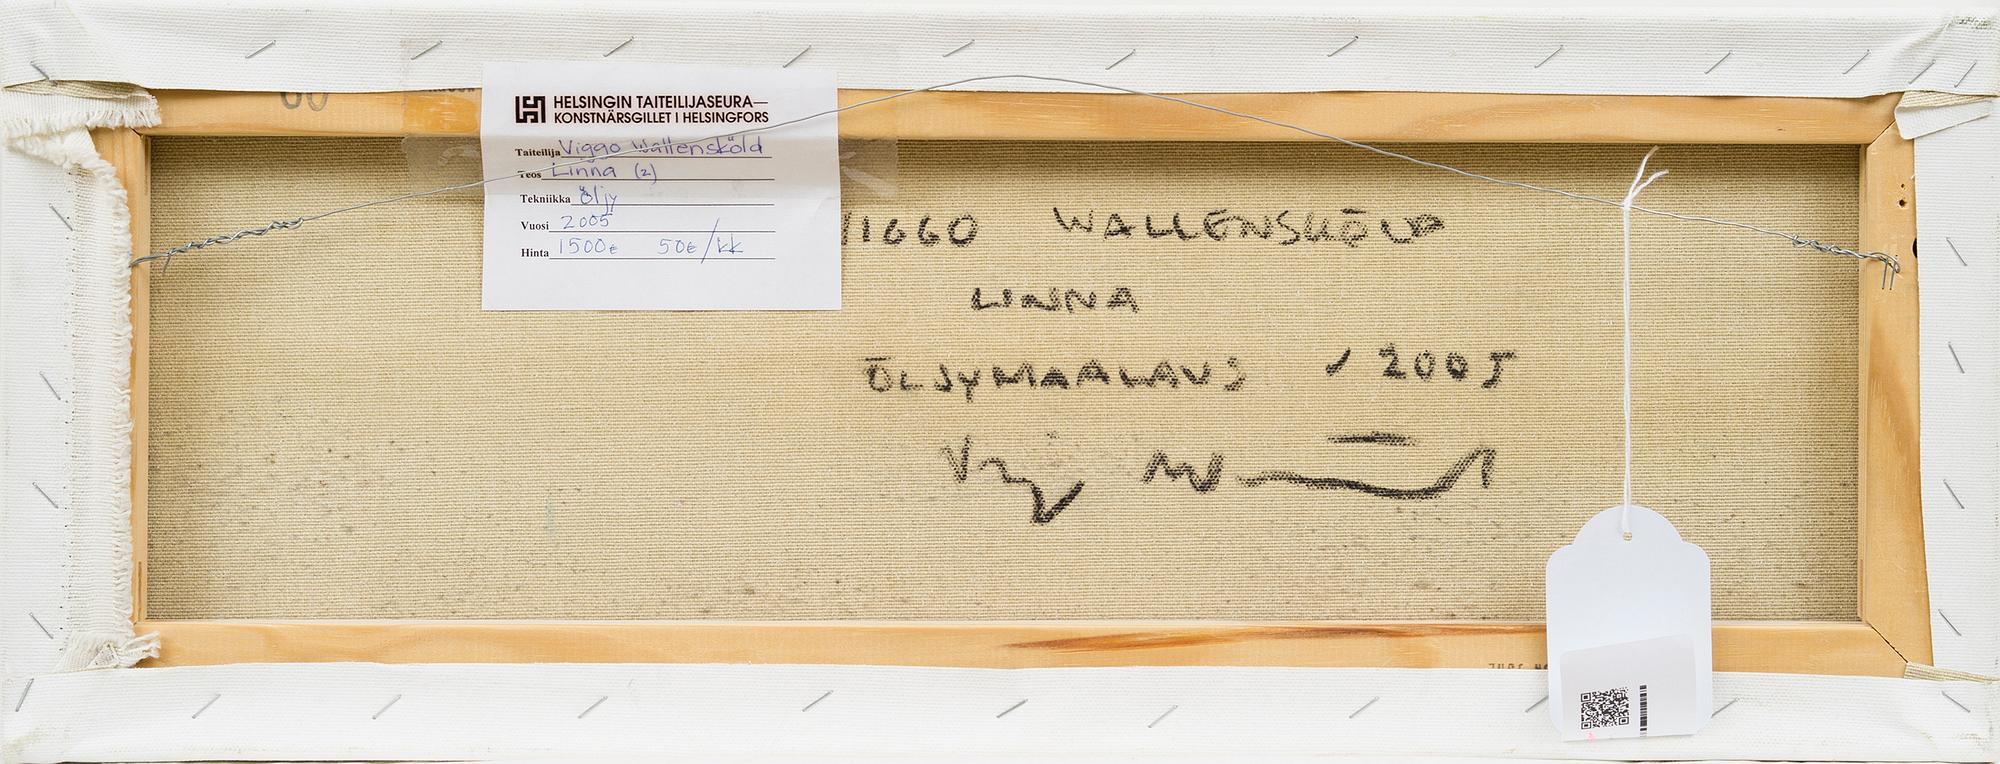 HELSINGIN TAITEILIJASEURA—
KONSTNÄRSGILLET I HELSINGFORS
Taiteilija Viggo Wallensköld
Teos Linna (2)
Tekniikka Öljy
Vuosi 2005
Hinta 1500€ 50€/kk
VIGGO WALLENSKÖLD
LINNA
ÖLJYMAALAUS 2005
60